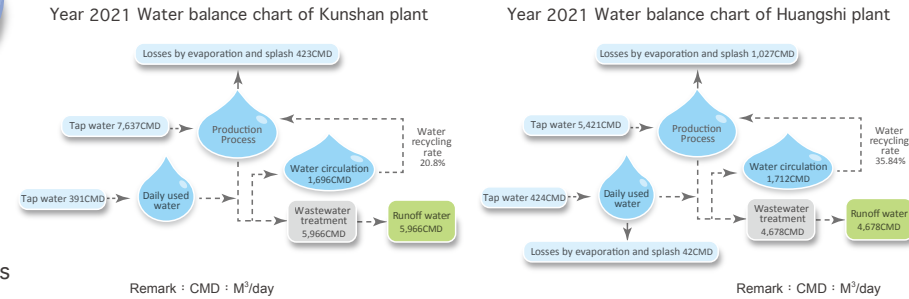 Year 2021 Water balance chart of Kunshan plant
Losses by evaporation and splash 423CMD
Tap water 7,637CMD
Production
Process
Water
recycling
rate
20.8%
Water circulation
1,696CMD
Tap water 391CMD
Daily used
water
Wastewater
treatment
5,966CMD
Runoff water
5,966CMD
Remark：CMD：M³/day
Year 2021 Water balance chart of Huangshi plant
Losses by evaporation and splash 1,027CMD
Tap water 5,421CMD
Production
Process
Water
recycling
rate
35.84%
Water circulation
1,712CMD
Tap water 424CMD
Daily used
water
Wastewater
treatment
4,678CMD
Runoff water
4,678CMD
Losses by evaporation and splash 42CMD
Remark：CMD：M³/day
s